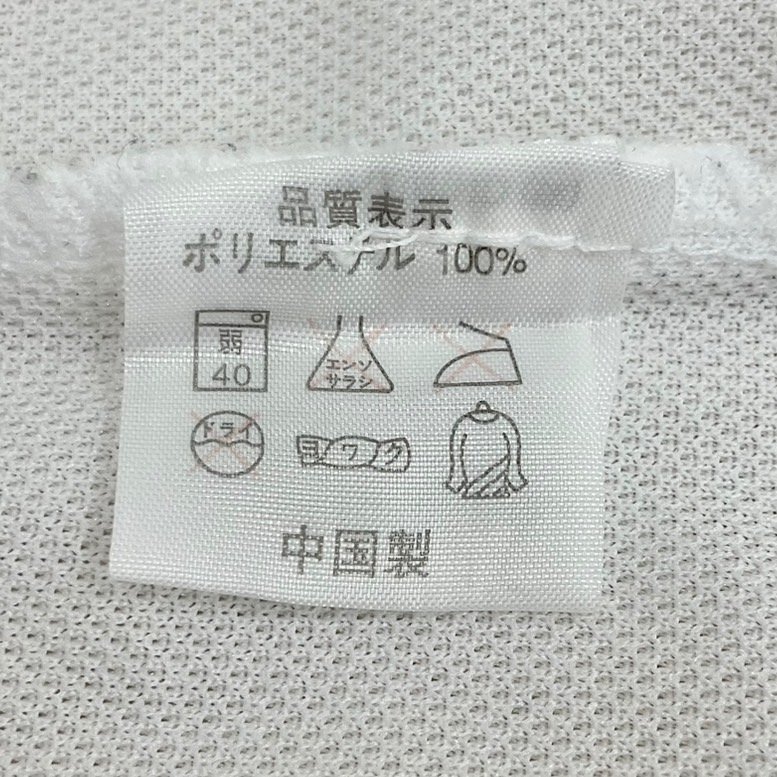 品質表示
ポリエステル 100%
弱
40
エンソ
サラシ
ドライ
ヨワク
中国製